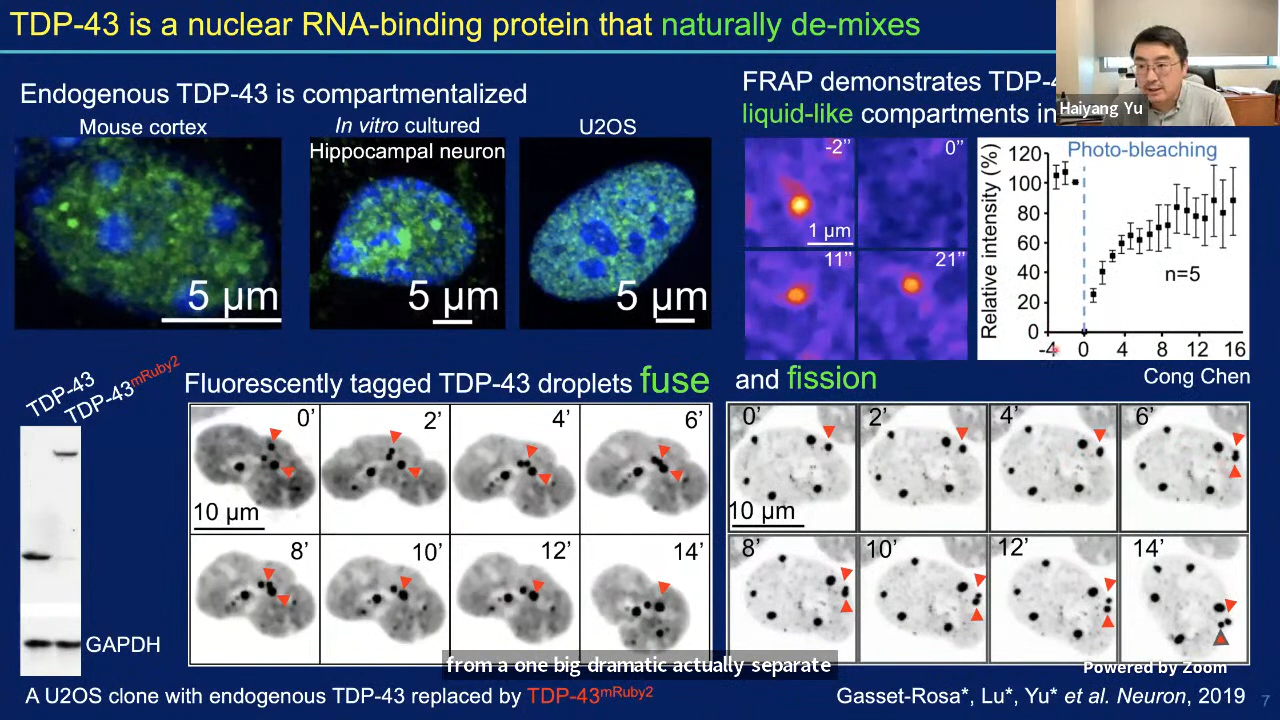 TDP-43 is a nuclear RNA-binding protein that naturally de-mixes
Endogenous TDP-43 is compartmentalized
Mouse cortex
In vitro cultured
Hippocampal neuron
U2OS
5 µm
5 µm
5 µm
FRAP demonstrates TDP-4
liquid-like compartments in
Haiyang Yu
-2’’
0’’
1 µm
11’’
21’’
Photo-bleaching
Relative intensity (%)
120
100
80
60
40
20
0
n=5
-4 0 4 8 12 16
Cong Chen
TDP-43
TDP-43mRuby2
GAPDH
Fluorescently tagged TDP-43 droplets fuse and fission
0’ 2’ 4’ 6’
10 µm
8’ 10’ 12’ 14’
0’ 2’ 4’ 6’
10 µm
8’ 10’ 12’ 14’
from a one big dramatic actually separate
Powered by Zoom
A U2OS clone with endogenous TDP-43 replaced by TDP-43mRuby2
Gasset-Rosa*, Lu*, Yu* et al. Neuron, 2019
7